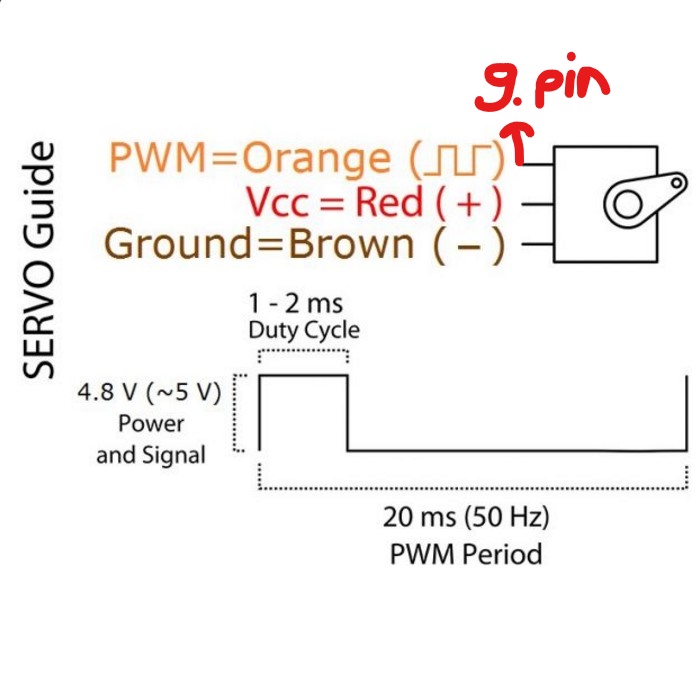 g. pin
PWM=Orange ()
Vcc = Red ( + )
Ground=Brown ( – )
SERVO Guide
1 - 2 ms
Duty Cycle
4.8 V (~5 V)
Power
and Signal
20 ms (50 Hz)
PWM Period